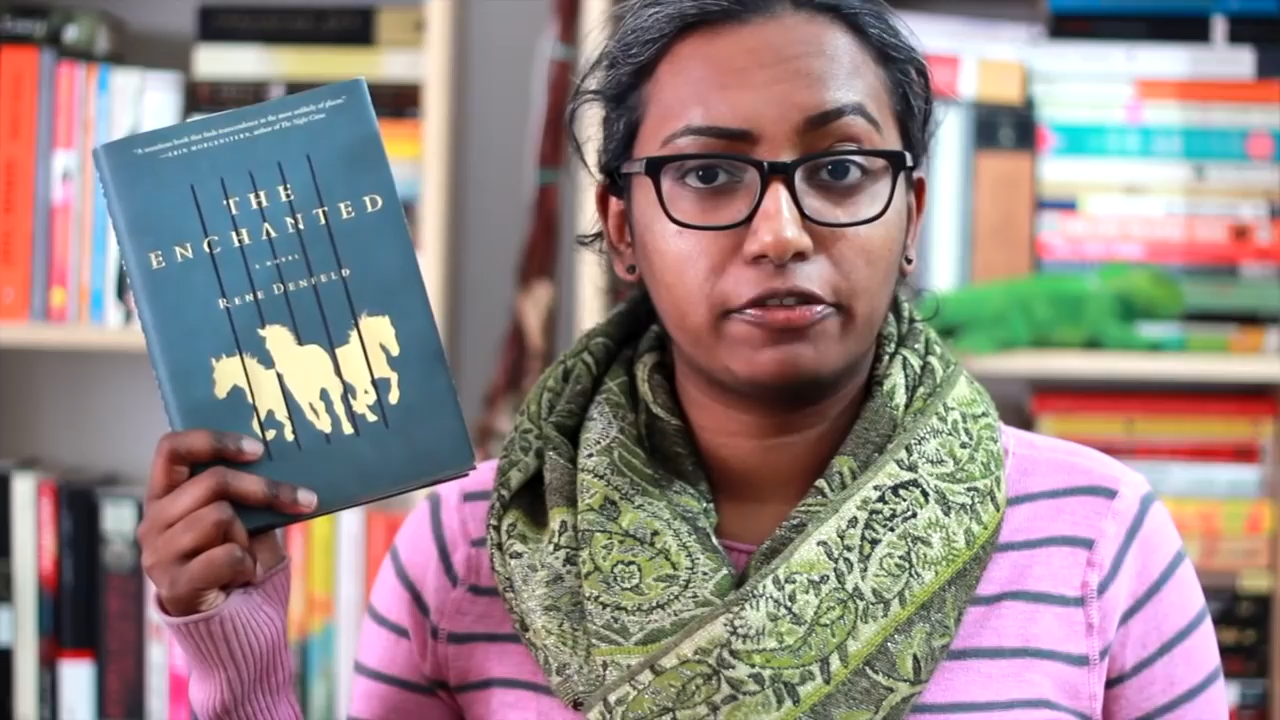 "A wondrous book that finds transcendence in the most unlikely of places."
—ERIN MORGENSTERN, author of The Night Circus
THE
ENCHANTED
A NOVEL
RENE DENFELD